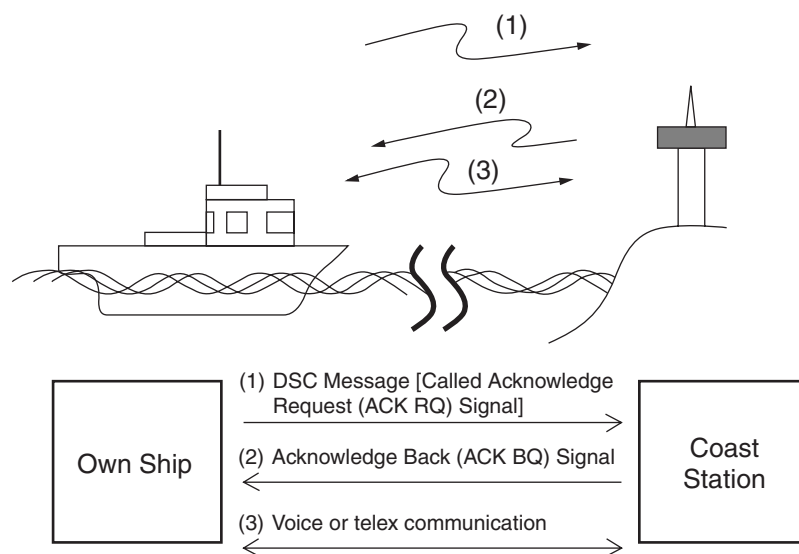 (1)
(2)
(3)
(1) DSC Message [Called Acknowledge
Request (ACK RQ) Signal]
Own Ship
(2) Acknowledge Back (ACK BQ) Signal
Coast
Station
(3) Voice or telex communication